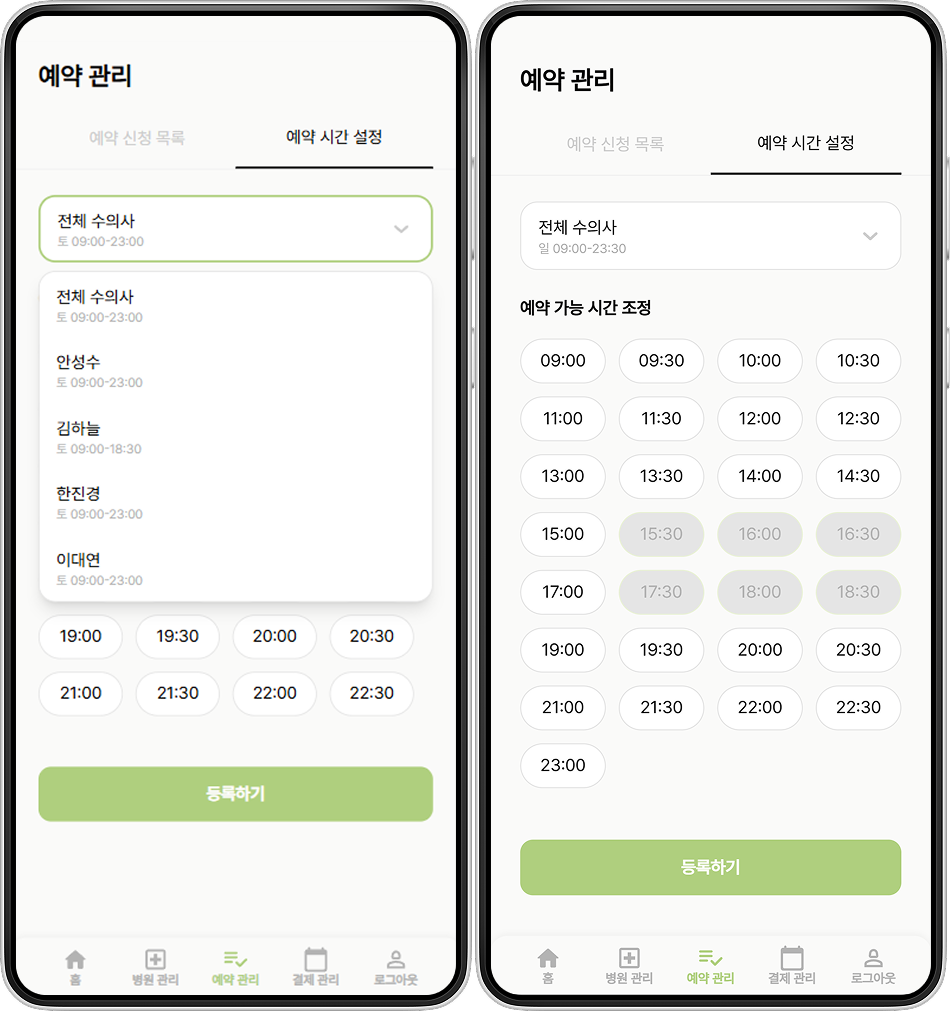 예약 관리
예약 신청 목록
예약 시간 설정
전체 수의사
토 09:00-23:00
전체 수의사
토 09:00-23:00
안성수
토 09:00-23:00
김하늘
토 09:00-18:30
한진경
토 09:00-23:00
이대연
토 09:00-23:00
19:00 19:30 20:00 20:30
21:00 21:30 22:00 22:30
등록하기
홈 병원 관리 예약 관리 결제 관리 로그아웃
예약 관리
예약 신청 목록
예약 시간 설정
전체 수의사
일 09:00-23:30
예약 가능 시간 조정
09:00 09:30 10:00 10:30
11:00 11:30 12:00 12:30
13:00 13:30 14:00 14:30
15:00 15:30 16:00 16:30
17:00 17:30 18:00 18:30
19:00 19:30 20:00 20:30
21:00 21:30 22:00 22:30
23:00
등록하기
홈 병원 관리 예약 관리 결제 관리 로그아웃